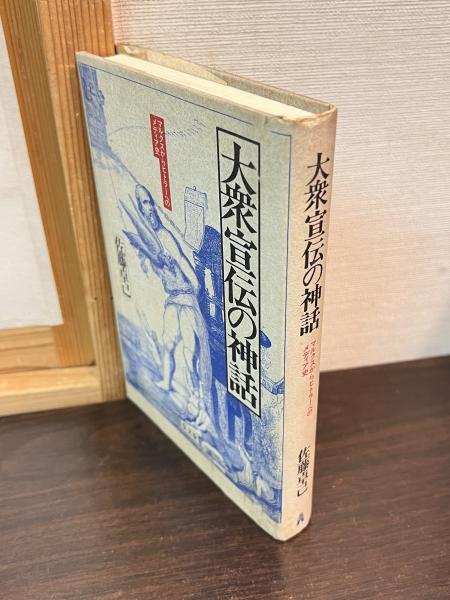 大衆宣伝の神話
マルクスからヒトラーへの
メディア史
佐藤卓己
大衆宣伝の神話
マルクスからヒトラーへの
メディア史
佐藤卓己